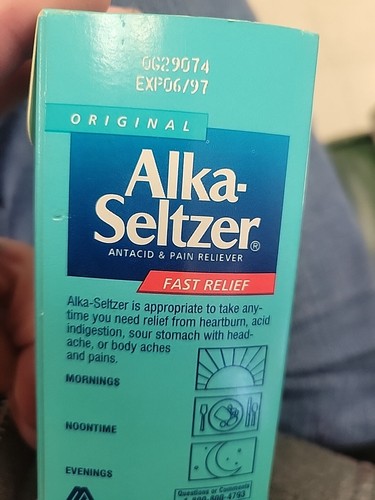 0G29074
EXP06/97
ORIGINAL
Alka-
Seltzer®
ANTACID & PAIN RELIEVER
FAST RELIEF
Alka-Seltzer is appropriate to take any-
time you need relief from heartburn, acid
indigestion, sour stomach with head-
ache, or body aches
and pains.
MORNINGS
NOONTIME
EVENINGS
Questions or Comments